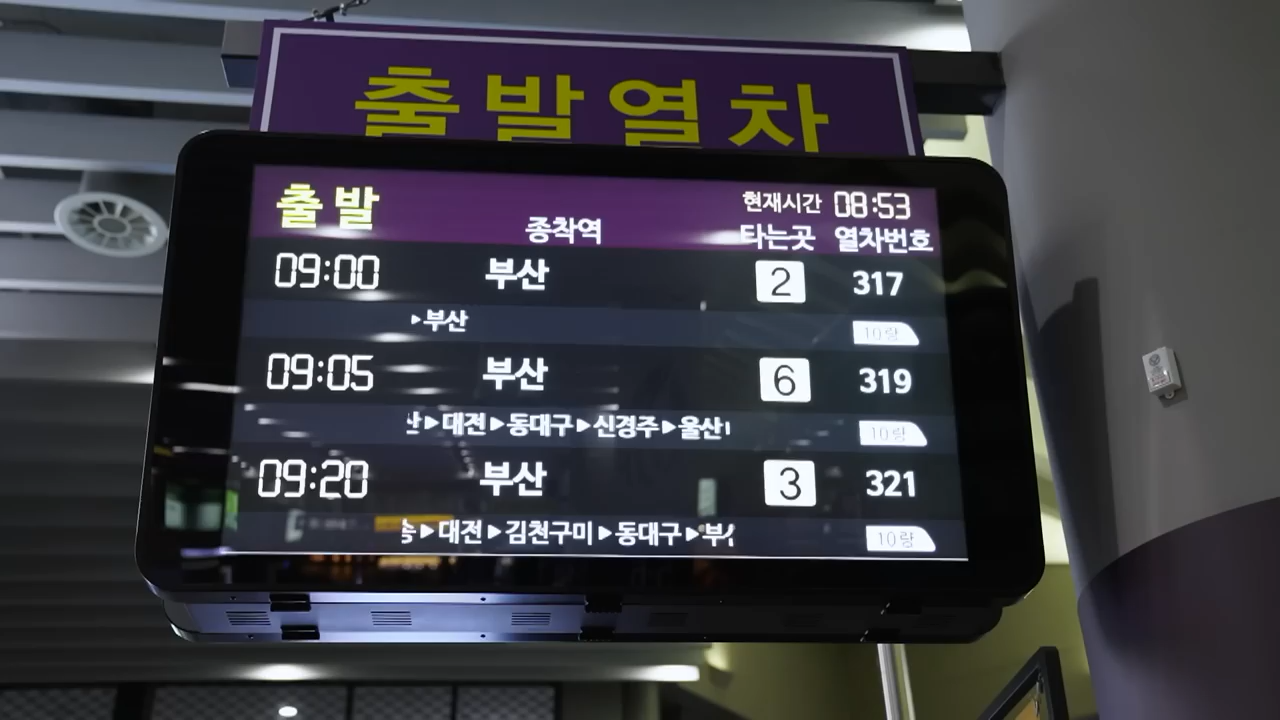 출발열차
출발 현재시간 08:53
종착역 타는곳 열차번호
09:00 부산 2 317
▶부산 10량
09:05 부산 6 319
▶대전▶동대구▶신경주▶울산 10량
09:20 부산 3 321
▶대전▶김천구미▶동대구▶ 10량